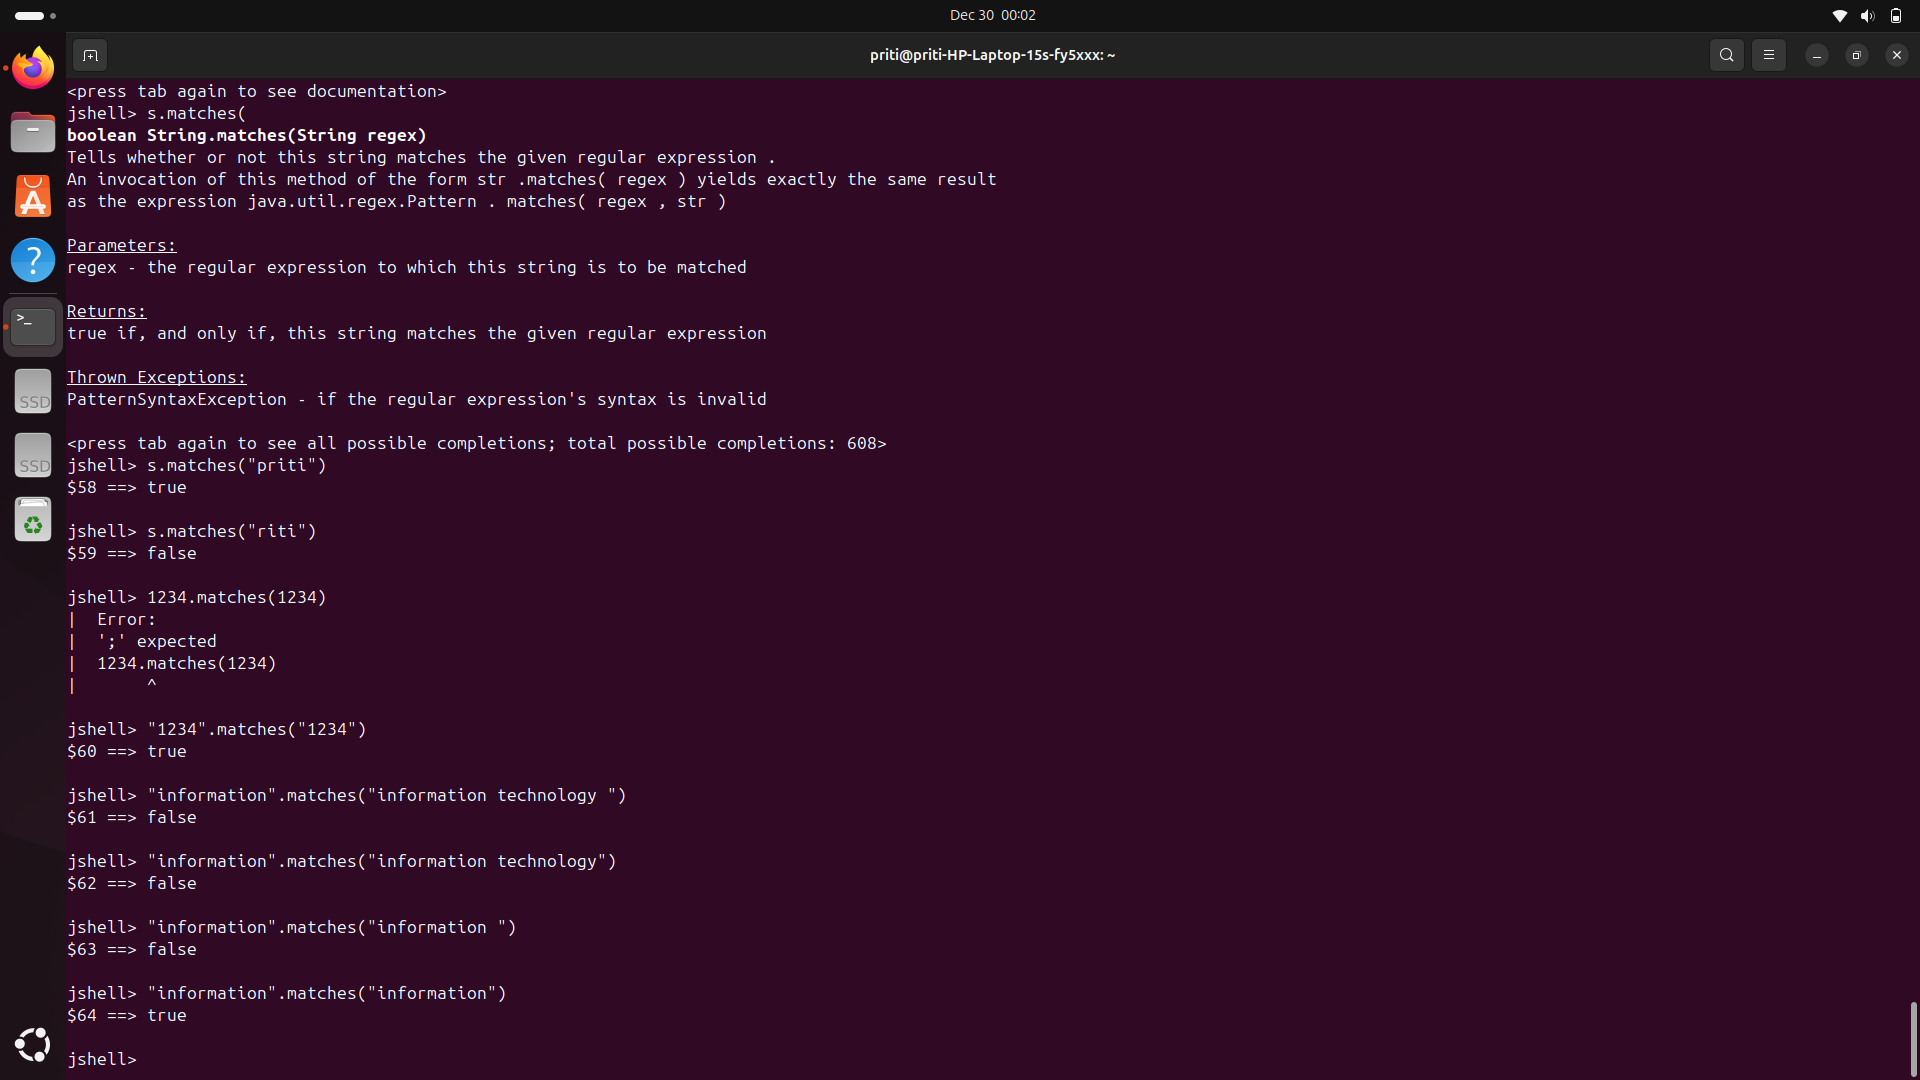 Dec 30  00:02
priti@priti-HP-Laptop-15s-fy5xxx: ~
<press tab again to see documentation>
jshell> s.matches(
boolean String.matches(String regex)
Tells whether or not this string matches the given regular expression .
An invocation of this method of the form str .matches( regex ) yields exactly the same result
as the expression java.util.regex.Pattern . matches( regex , str )
Parameters:
regex - the regular expression to which this string is to be matched
Returns:
true if, and only if, this string matches the given regular expression
Thrown Exceptions:
PatternSyntaxException - if the regular expression's syntax is invalid
<press tab again to see all possible completions; total possible completions: 608>
jshell> s.matches("priti")
$58 ==> true
jshell> s.matches("riti")
$59 ==> false
jshell> 1234.matches(1234)
|  Error:
|  ';' expected
|  1234.matches(1234)
|       ^
jshell> "1234".matches("1234")
$60 ==> true
jshell> "information".matches("information technology ")
$61 ==> false
jshell> "information".matches("information technology")
$62 ==> false
jshell> "information".matches("information ")
$63 ==> false
jshell> "information".matches("information")
$64 ==> true
jshell>
?
>_
SSD
SSD